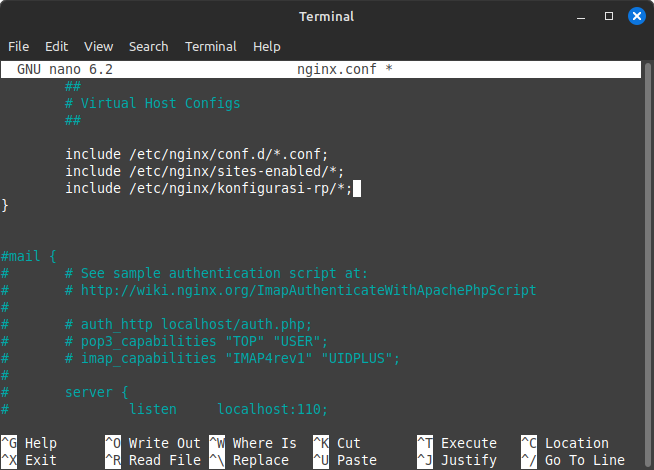 Terminal
File Edit View Search Terminal Help
GNU nano 6.2 nginx.conf *
##
# Virtual Host Configs
##
include /etc/nginx/conf.d/*.conf;
include /etc/nginx/sites-enabled/*;
include /etc/nginx/konfigurasi-rp/*;
}
#mail {
# # See sample authentication script at:
# # http://wiki.nginx.org/ImapAuthenticateWithApachePhpScript
#
# # auth_http localhost/auth.php;
# # pop3_capabilities "TOP" "USER";
# # imap_capabilities "IMAP4rev1" "UIDPLUS";
#
# server {
# listen localhost:110;
^G Help ^O Write Out ^W Where Is ^K Cut ^T Execute ^C Location
^X Exit ^R Read File ^\ Replace ^U Paste ^J Justify ^/ Go To Line